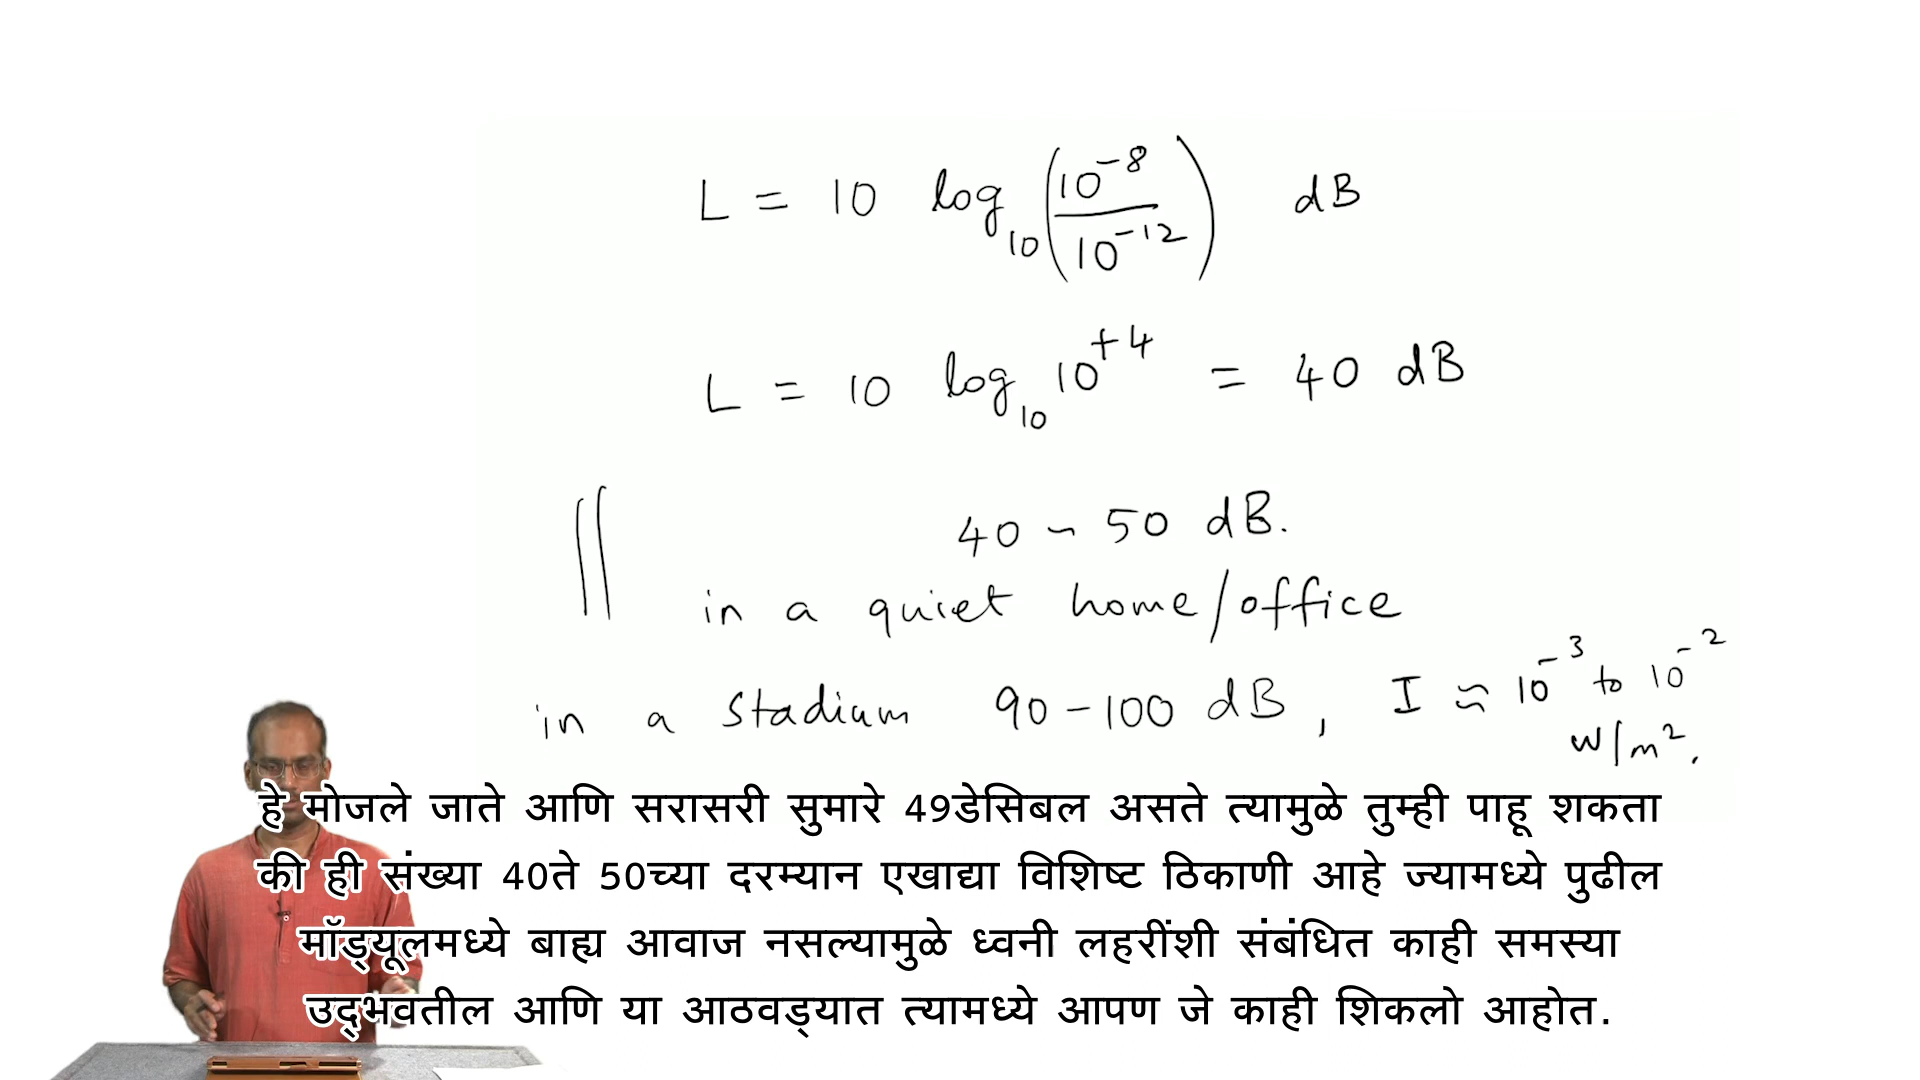 L = 10 log₁₀(10⁻⁸/10⁻¹²) dB
L = 10 log₁₀ 10⁺⁴ = 40 dB
40 – 50 dB.
in a quiet home/office
in a stadium 90–100 dB, I ≈ 10⁻³ to 10⁻²
W/m².
हे मोजले जाते आणि सरासरी सुमारे 49डेसिबल असते त्यामुळे तुम्ही पाहू शकता
की ही संख्या 40ते 50च्या दरम्यान एखाद्या विशिष्ट ठिकाणी आहे ज्यामध्ये पुढील
मॉड्यूलमध्ये बाह्य आवाज नसल्यामुळे ध्वनी लहरींशी संबंधित काही समस्या
उद्भवतील आणि या आठवड्यात त्यामध्ये आपण जे काही शिकलो आहोत.